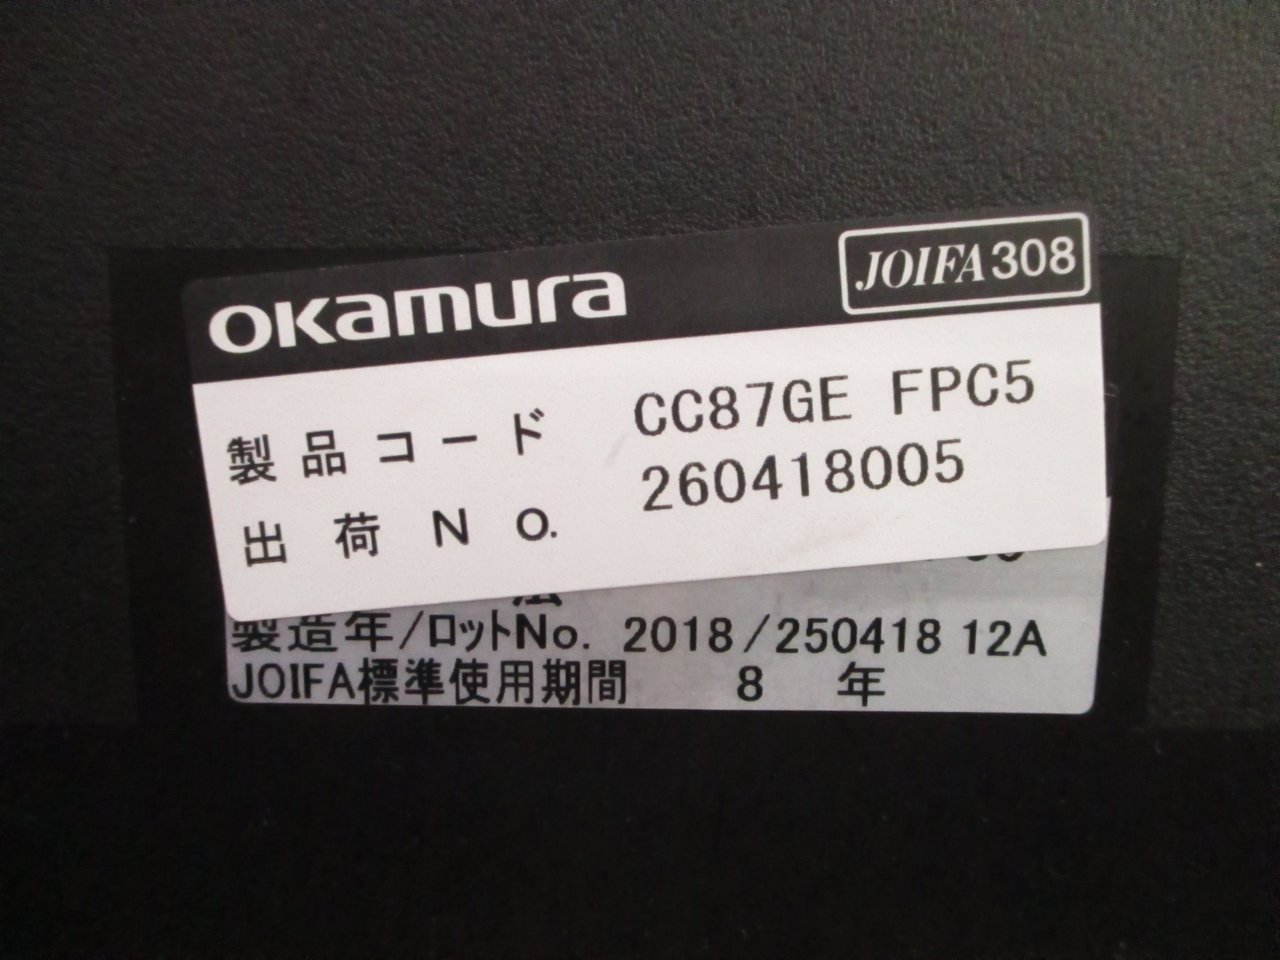 okamura
JOIFA308
製品コード CC87GE FPC5
出荷NO. 260418005
製造年/ロットNo. 2018/250418 12A
JOIFA標準使用期間 8 年